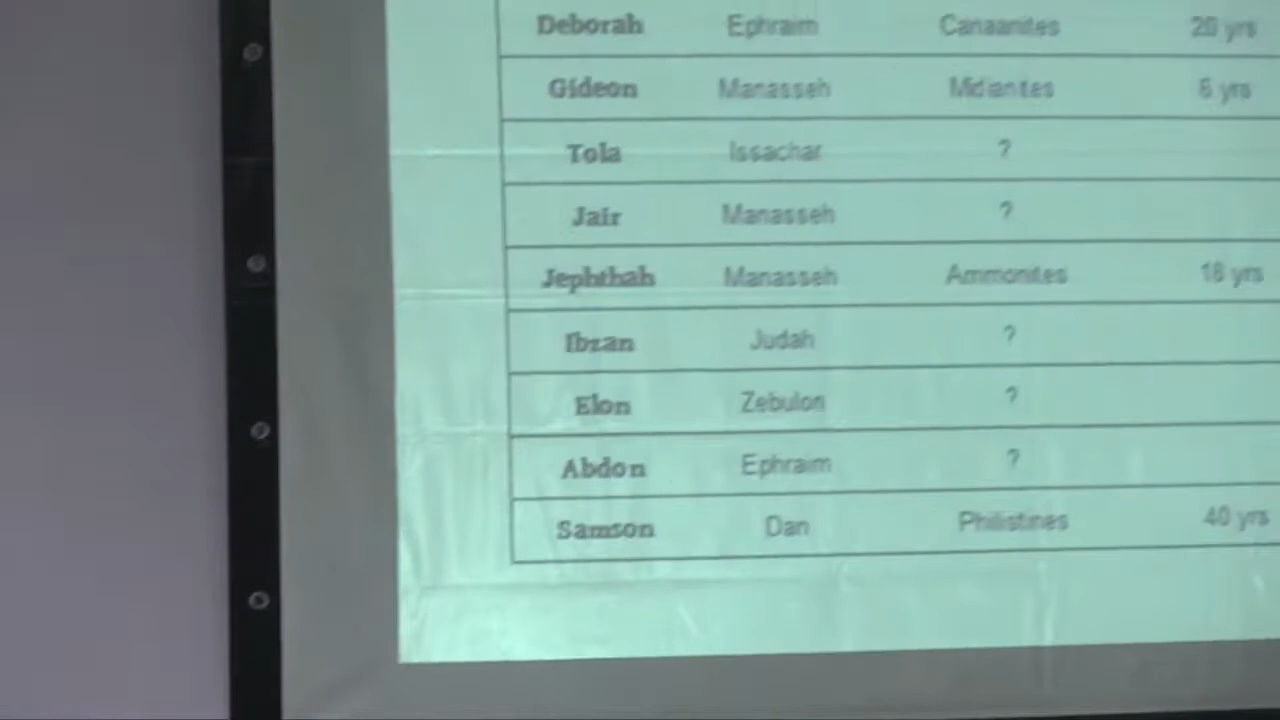 Deborah Ephraim Canaanites 20 yrs
Gideon Manasseh Midianites 6 yrs
Tola Issachar ?
Jair Manasseh ?
Jephthah Manasseh Ammonites 18 yrs
Ibzan Judah ?
Elon Zebulon ?
Abdon Ephraim ?
Samson Dan Philistines 40 yrs